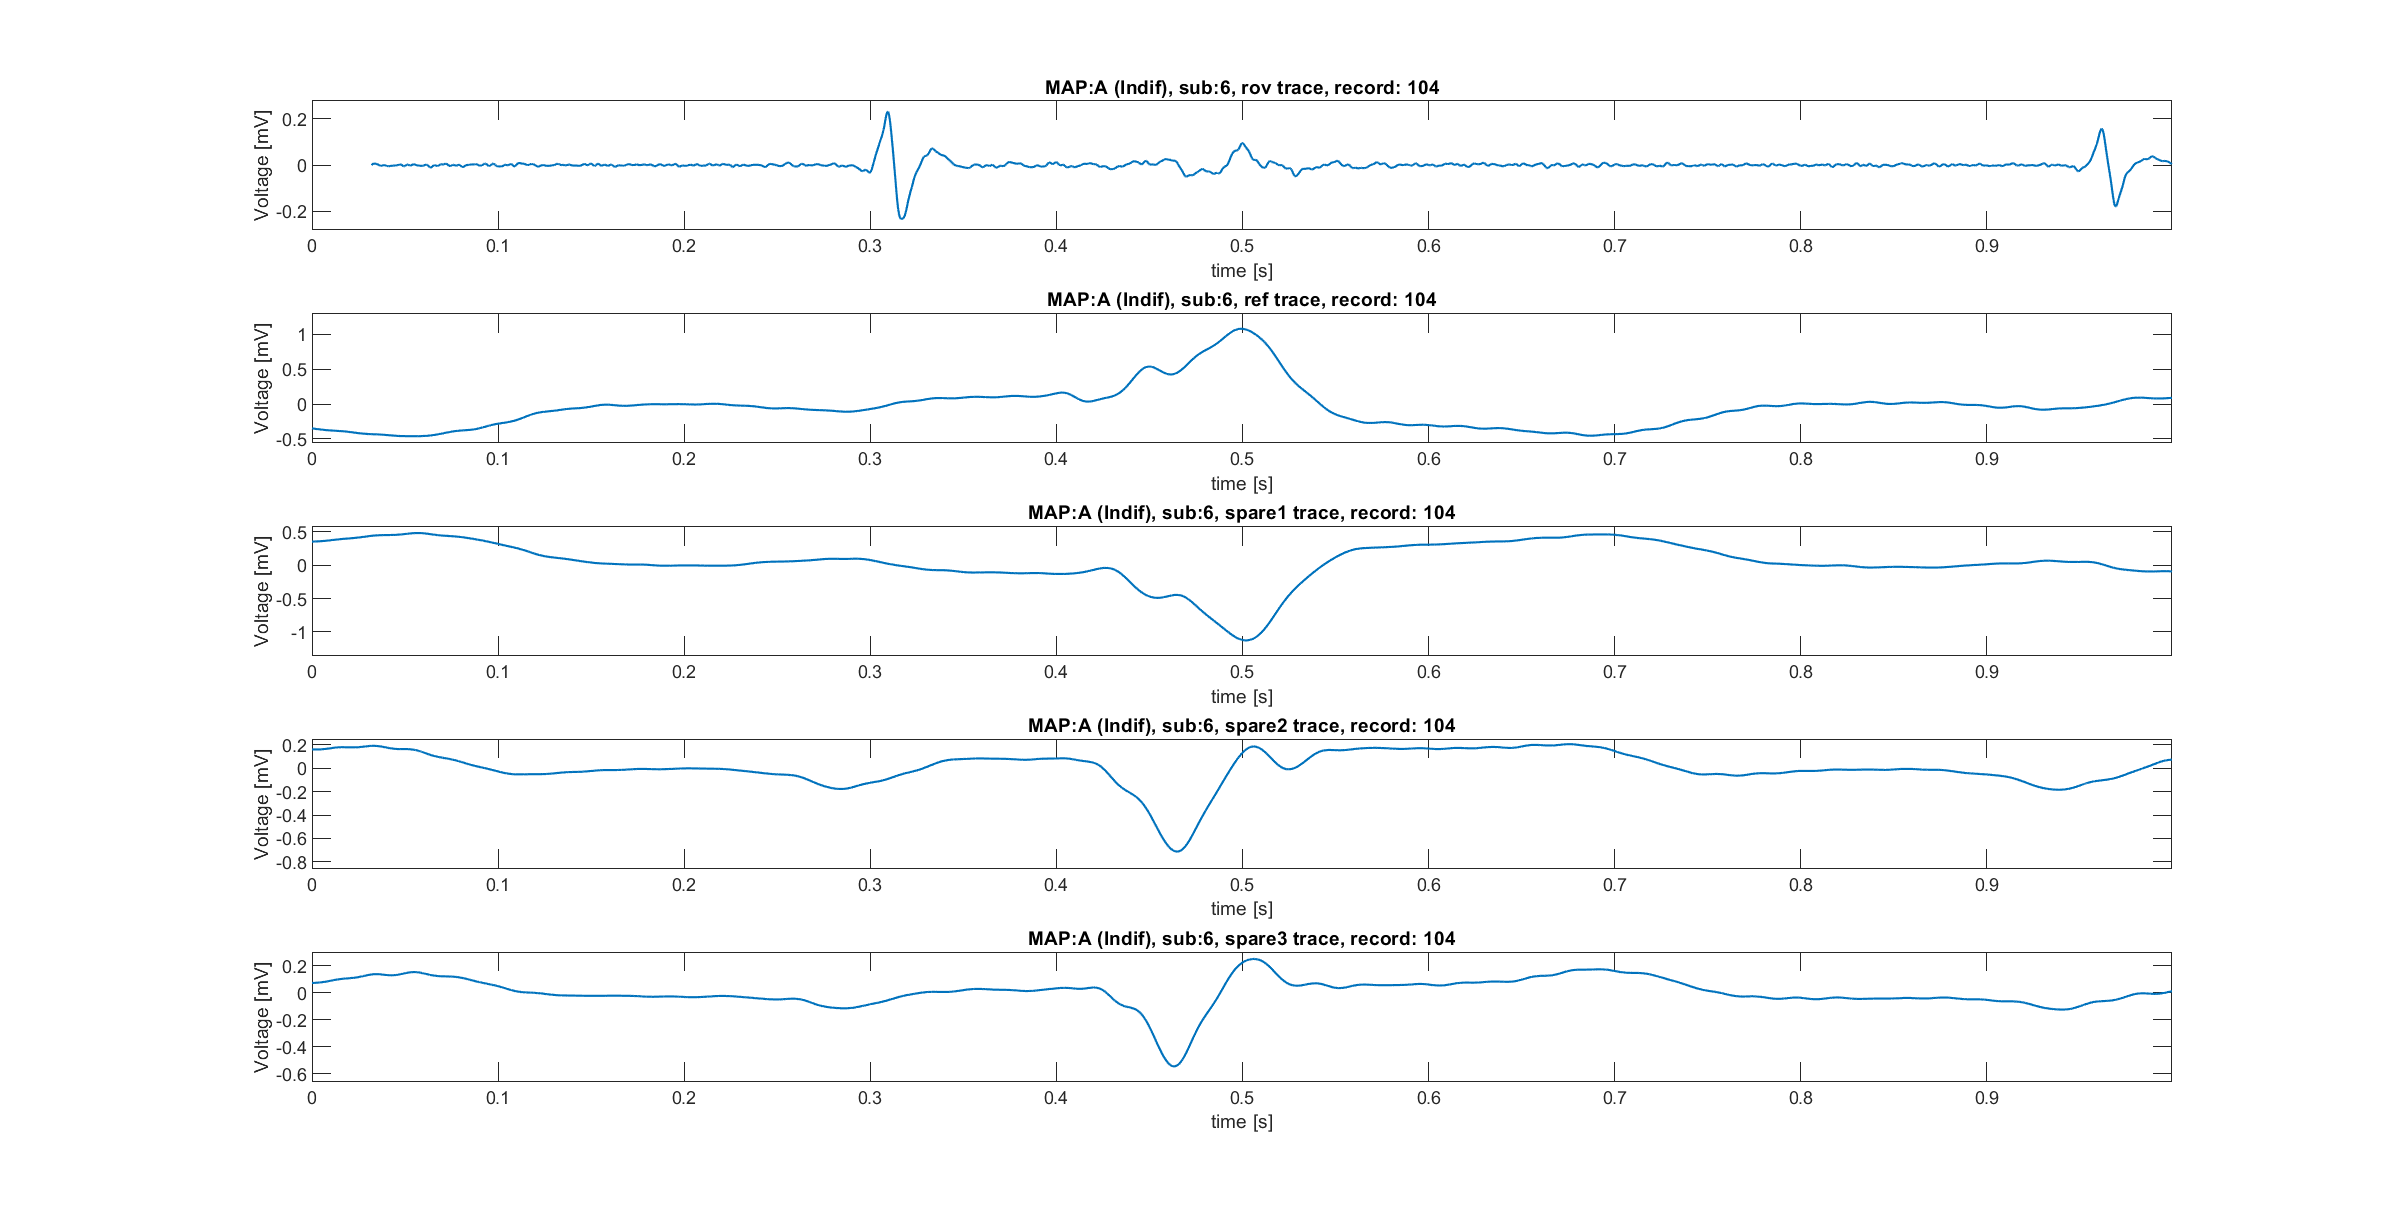 MAP:A (Indif), sub:6, rov trace, record: 104
Voltage [mV]
0.2
0
-0.2
0 0.1 0.2 0.3 0.4 0.5 0.6 0.7 0.8 0.9
time [s]
MAP:A (Indif), sub:6, ref trace, record: 104
Voltage [mV]
1
0.5
0
-0.5
0 0.1 0.2 0.3 0.4 0.5 0.6 0.7 0.8 0.9
time [s]
MAP:A (Indif), sub:6, spare1 trace, record: 104
Voltage [mV]
0.5
0
-0.5
-1
0 0.1 0.2 0.3 0.4 0.5 0.6 0.7 0.8 0.9
time [s]
MAP:A (Indif), sub:6, spare2 trace, record: 104
Voltage [mV]
0.2
0
-0.2
-0.4
-0.6
-0.8
0 0.1 0.2 0.3 0.4 0.5 0.6 0.7 0.8 0.9
time [s]
MAP:A (Indif), sub:6, spare3 trace, record: 104
Voltage [mV]
0.2
0
-0.2
-0.4
-0.6
0 0.1 0.2 0.3 0.4 0.5 0.6 0.7 0.8 0.9
time [s]